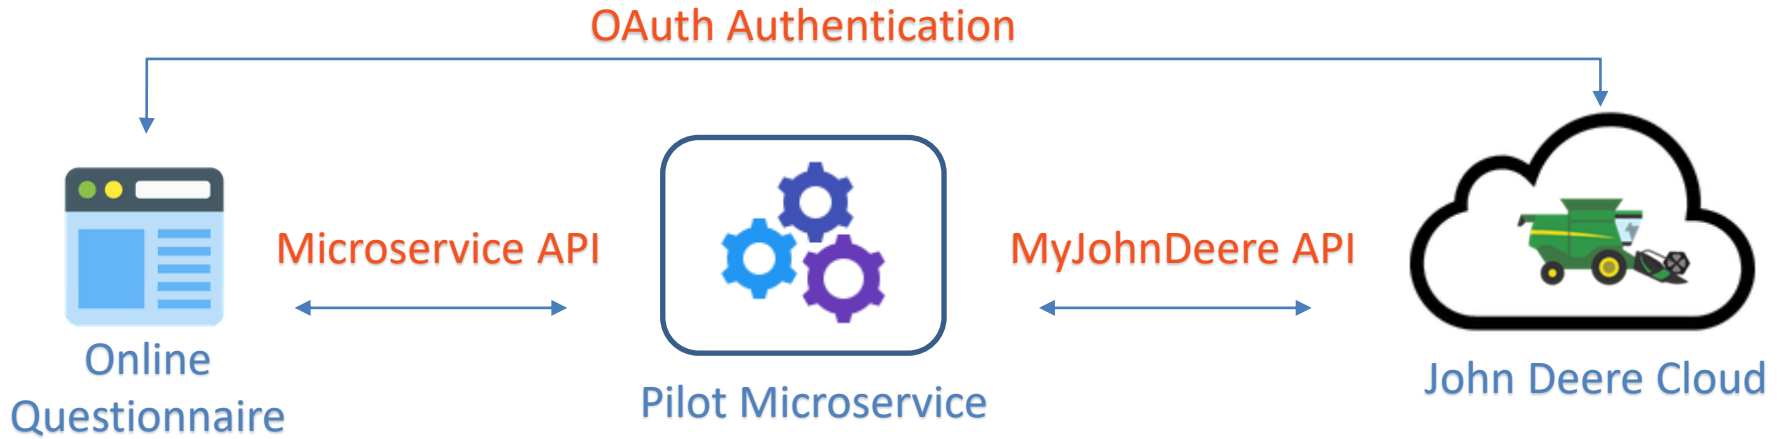 OAuth Authentication
Microservice API
MyJohnDeere API
Online
Questionnaire
Pilot Microservice
John Deere Cloud